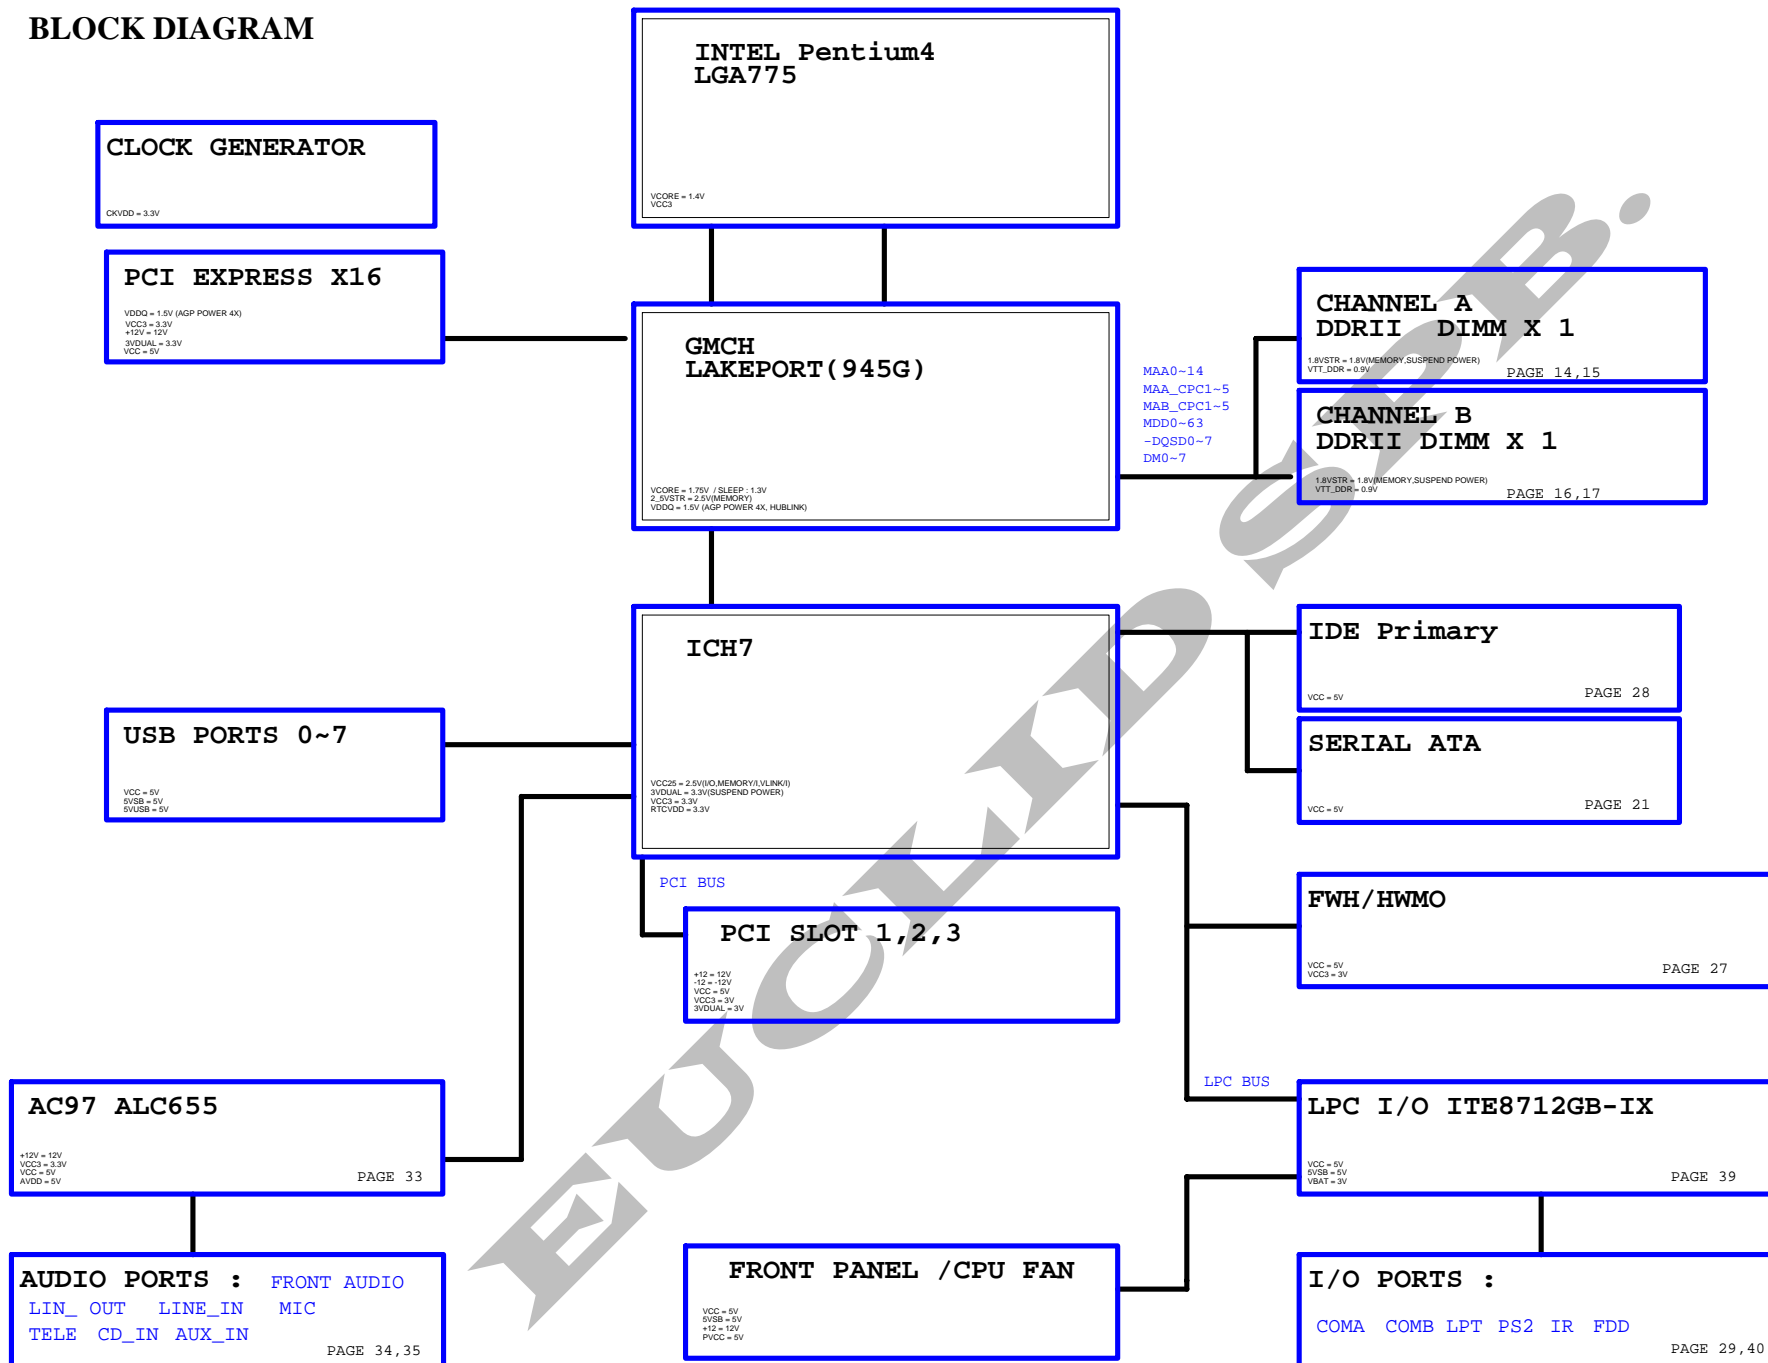 BLOCK DIAGRAM
INTEL Pentium4
LGA775
VCORE = 1.4V
VCC3
CLOCK GENERATOR
CKVDD = 3.3V
PCI EXPRESS X16
VDDQ = 1.5V (AGP POWER 4X)
VCC3 = 3.3V
+12V = 12V
3VDUAL = 3.3V
VCC = 5V
GMCH
LAKEPORT(945G)
VCORE = 1.75V / SLEEP : 1.3V
2_5VSTR = 2.5V(MEMORY)
VDDQ = 1.5V (AGP POWER 4X, HUBLINK)
MAA0~14
MAA_CPC1~5
MAB_CPC1~5
MDD0~63
-DQSD0~7
DM0~7
CHANNEL A
DDRII DIMM X 1
1.8VSTR = 1.8V(MEMORY,SUSPEND POWER)
VTT_DDR = 0.9V
PAGE 14,15
CHANNEL B
DDRII DIMM X 1
1.8VSTR = 1.8V(MEMORY,SUSPEND POWER)
VTT_DDR = 0.9V
PAGE 16,17
ICH7
VCC25 = 2.5V(I/O,MEMORY/I,VLINK/I)
3VDUAL = 3.3V(SUSPEND POWER)
VCC3 = 3.3V
RTCVDD = 3.3V
IDE Primary
VCC = 5V
PAGE 28
SERIAL ATA
VCC = 5V
PAGE 21
USB PORTS 0~7
VCC = 5V
5VSB = 5V
5VUSB = 5V
PCI BUS
PCI SLOT 1,2,3
+12 = 12V
-12 = -12V
VCC = 5V
VCC3 = 3V
3VDUAL = 3V
FWH/HWMO
VCC = 5V
VCC3 = 3V
PAGE 27
LPC BUS
LPC I/O ITE8712GB-IX
VCC = 5V
5VSB = 5V
VBAT = 3V
PAGE 39
AC97 ALC655
+12V = 12V
VCC3 = 3.3V
VCC = 5V
AVDD = 5V
PAGE 33
AUDIO PORTS : FRONT AUDIO
LIN_ OUT LINE_IN MIC
TELE CD_IN AUX_IN
PAGE 34,35
FRONT PANEL /CPU FAN
VCC = 5V
5VSB = 5V
+12 = 12V
PVCC = 5V
I/O PORTS :
COMA COMB LPT PS2 IR FDD
PAGE 29,40
EUCLID SPB.